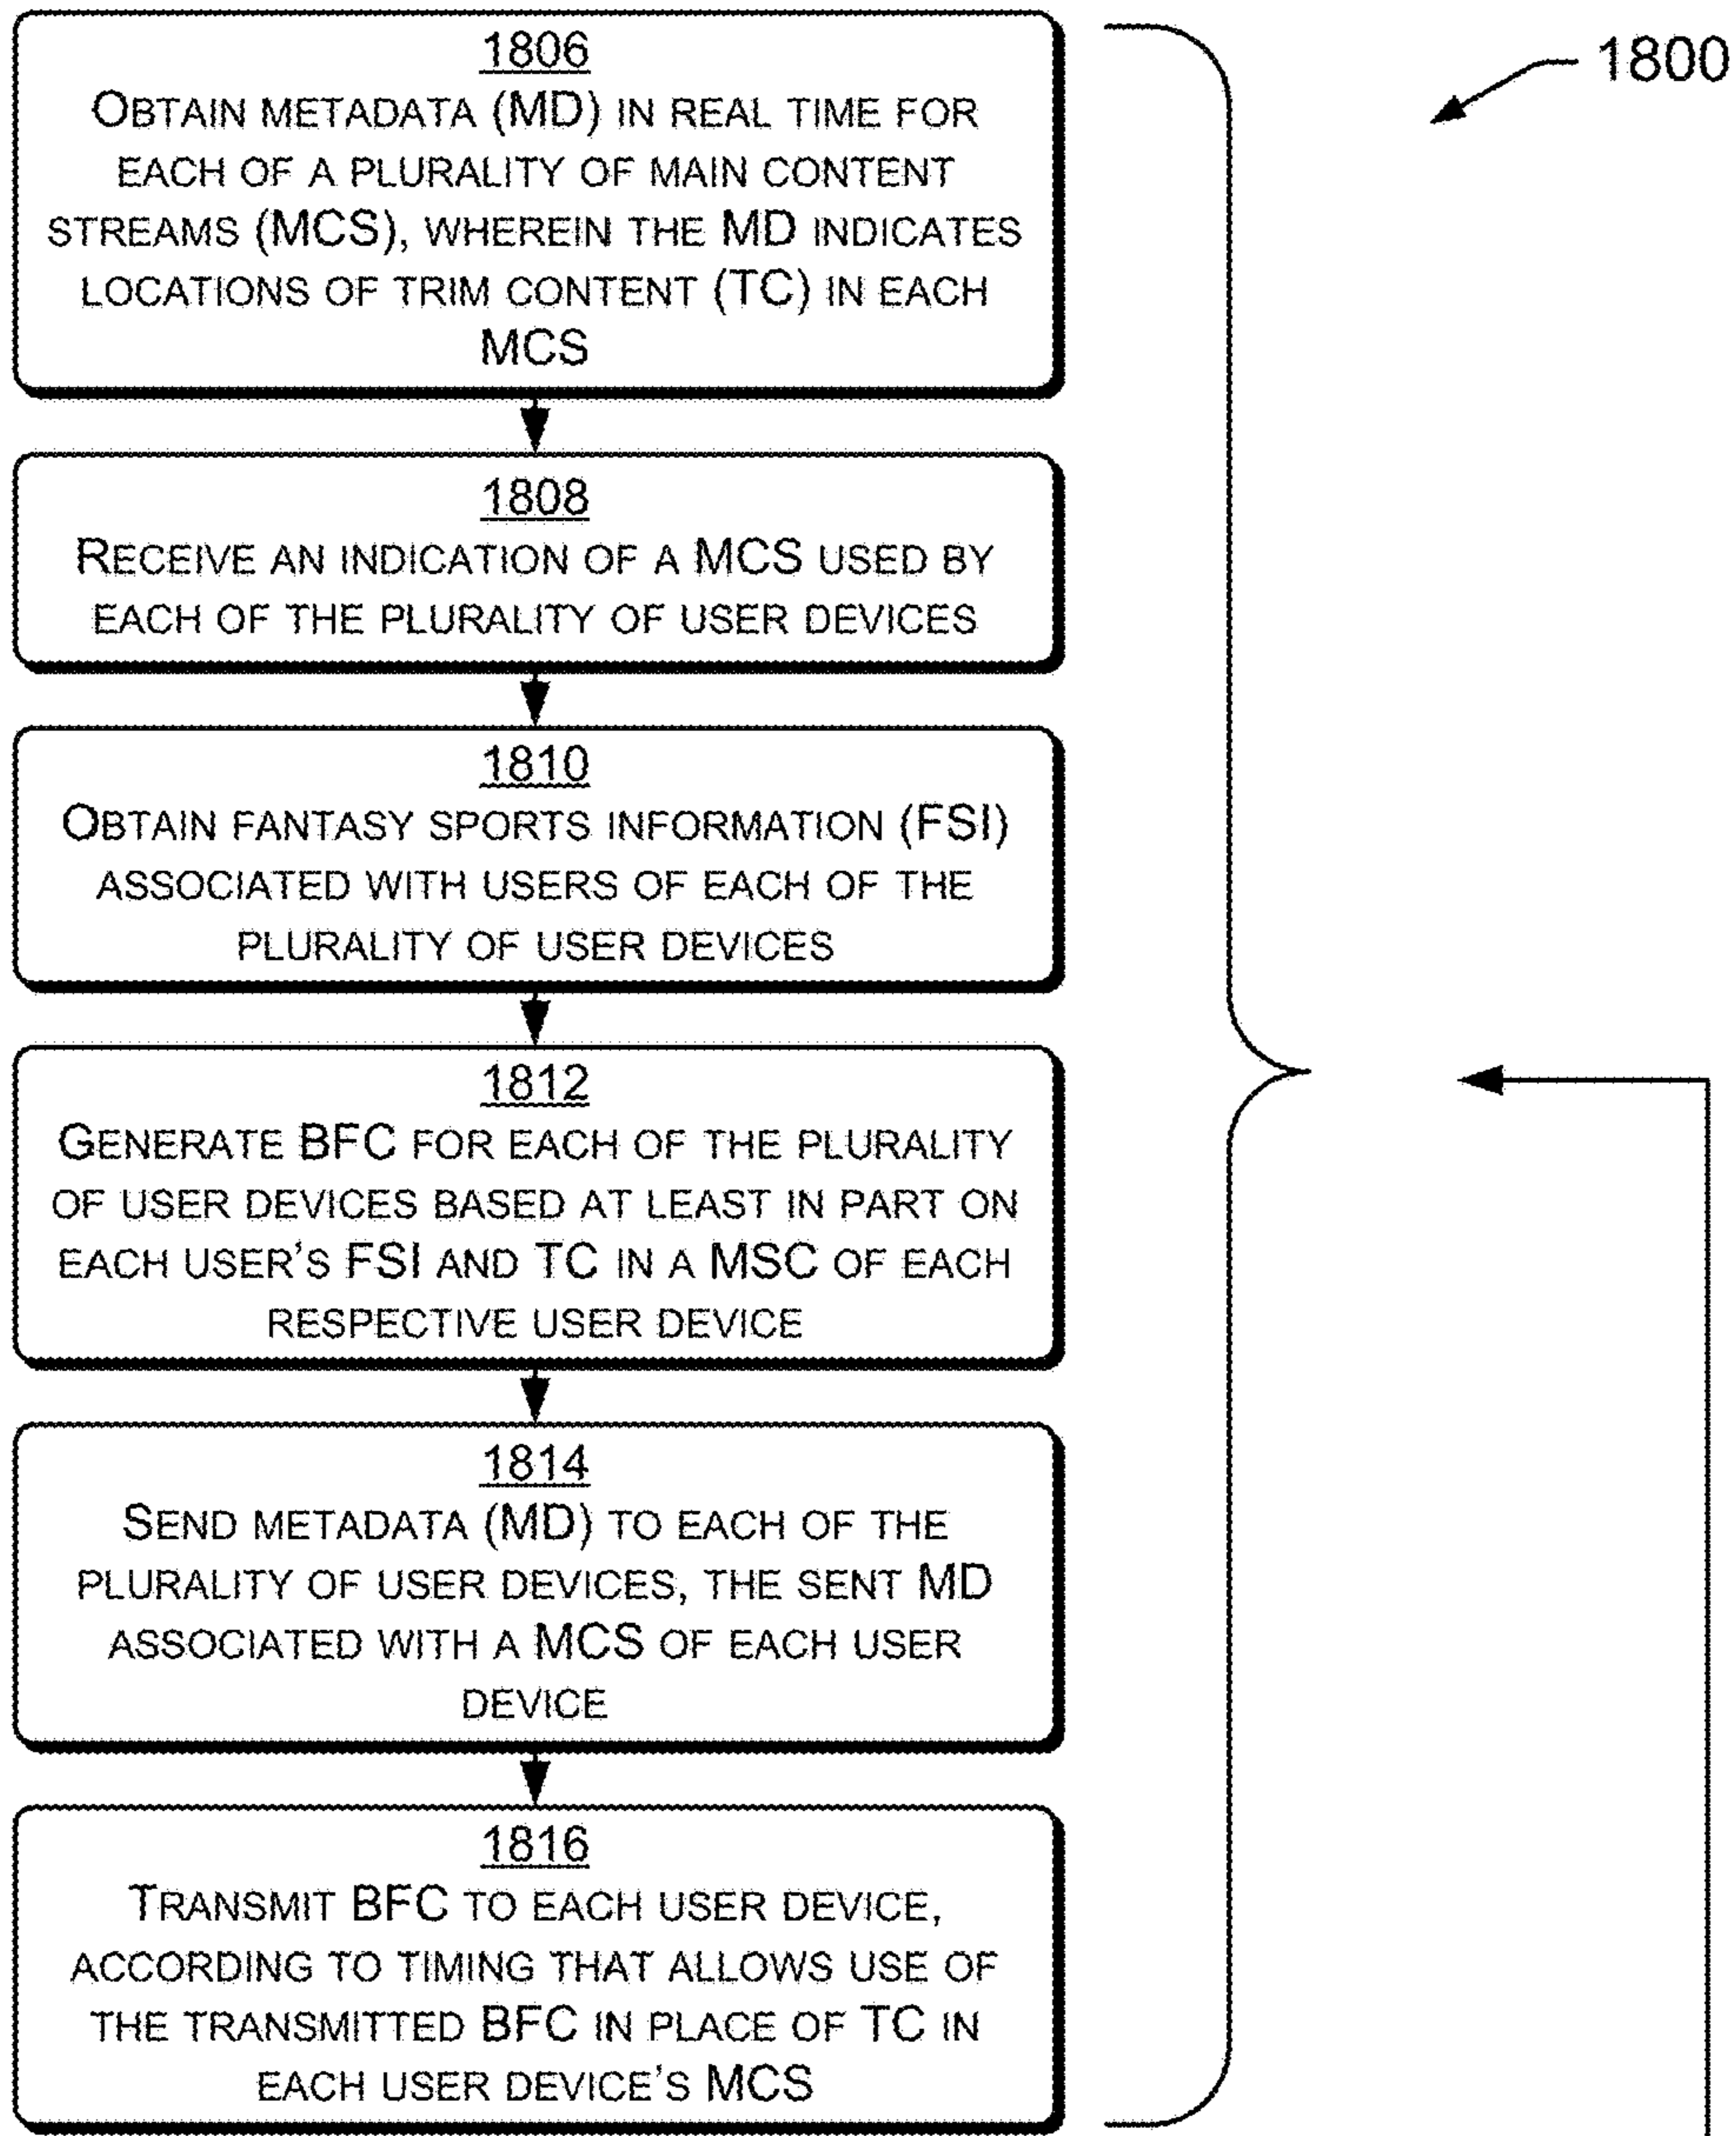 1806
OBTAIN METADATA (MD) IN REAL TIME FOR
EACH OF A PLURALITY OF MAIN CONTENT
STREAMS (MCS), WHEREIN THE MD INDICATES
LOCATIONS OF TRIM CONTENT (TC) IN EACH
MCS
1800
1808
RECEIVE AN INDICATION OF A MCS USED BY
EACH OF THE PLURALITY OF USER DEVICES
1810
OBTAIN FANTASY SPORTS INFORMATION (FSI)
ASSOCIATED WITH USERS OF EACH OF THE
PLURALITY OF USER DEVICES
1812
GENERATE BFC FOR EACH OF THE PLURALITY
OF USER DEVICES BASED AT LEAST IN PART ON
EACH USER'S FSI AND TC IN A MSC OF EACH
RESPECTIVE USER DEVICE
1814
SEND METADATA (MD) TO EACH OF THE
PLURALITY OF USER DEVICES, THE SENT MD
ASSOCIATED WITH A MCS OF EACH USER
DEVICE
1816
TRANSMIT BFC TO EACH USER DEVICE,
ACCORDING TO TIMING THAT ALLOWS USE OF
THE TRANSMITTED BFC IN PLACE OF TC IN
EACH USER DEVICE'S MCS